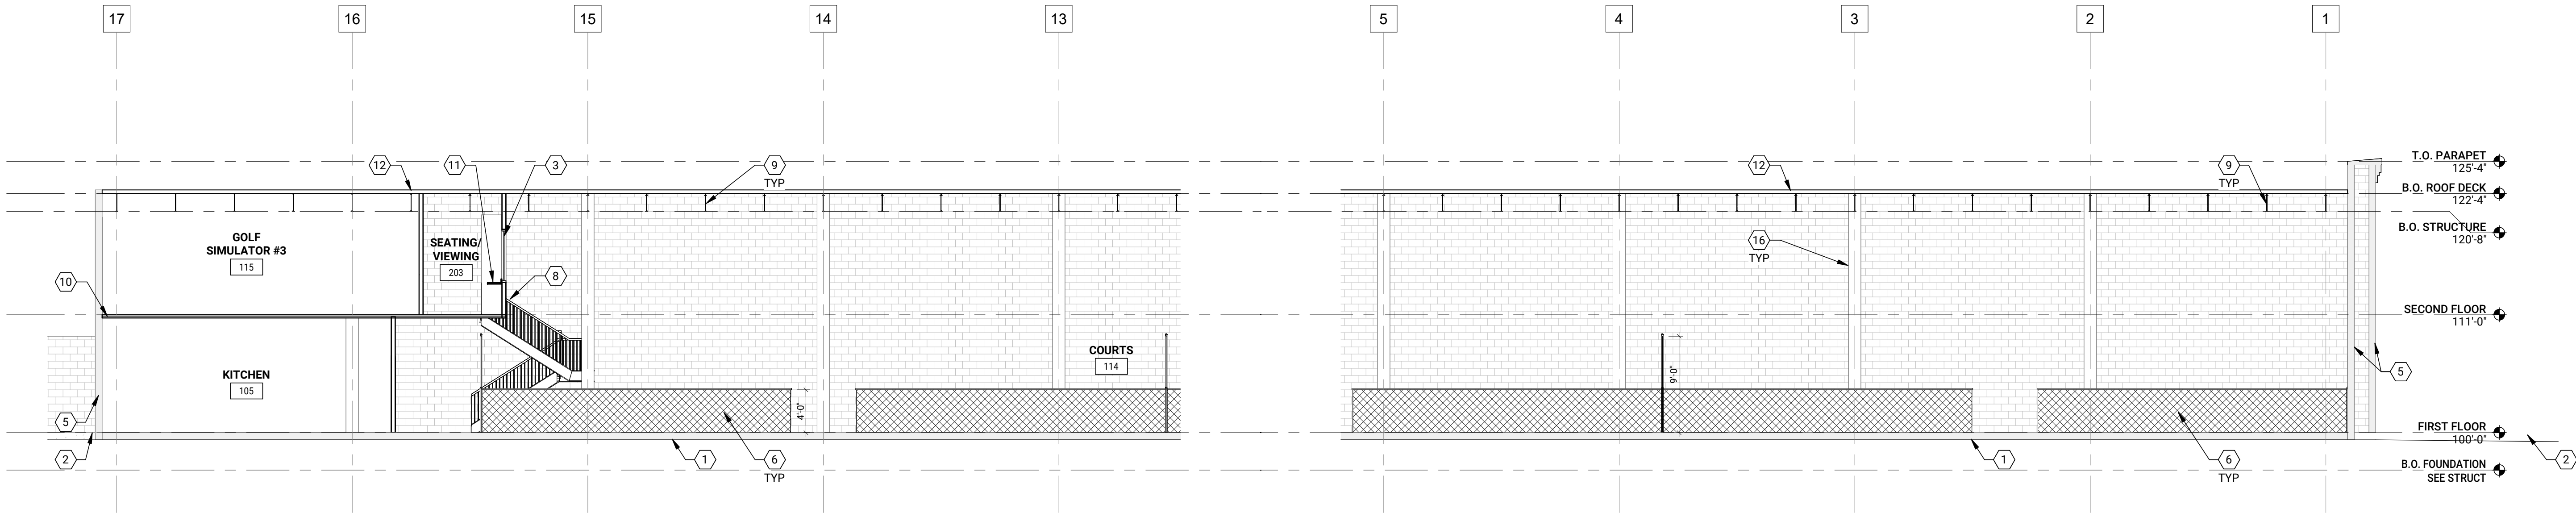 17
16
15
14
13
5
4
3
2
1
12
11
3
9
TYP
12
9
TYP
T.O. PARAPET
125'-4"
B.O. ROOF DECK
122'-4"
B.O. STRUCTURE
120'-8"
GOLF
SIMULATOR #3
115
SEATING/
VIEWING
203
16
TYP
10
8
SECOND FLOOR
111'-0"
COURTS
114
KITCHEN
105
9'-0"
4'-0"
5
5
FIRST FLOOR
100'-0"
2
1
6
TYP
1
6
TYP
2
B.O. FOUNDATION
SEE STRUCT